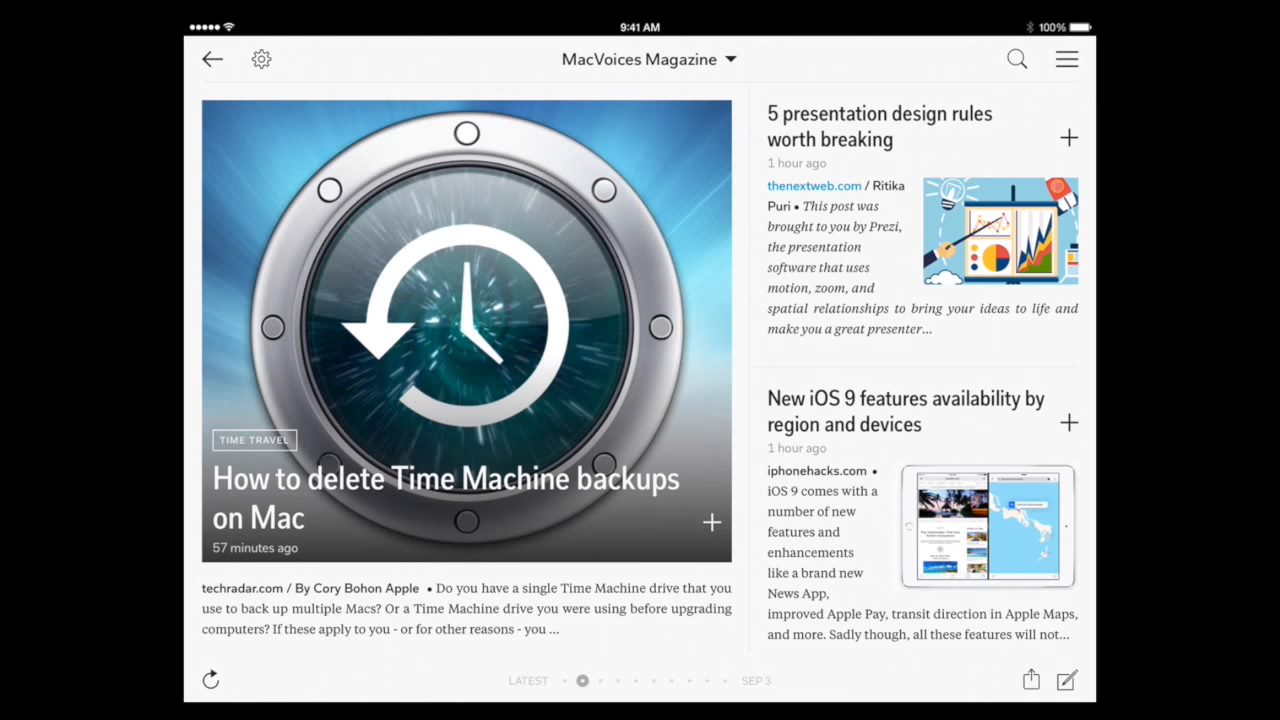 9:41 AM
100%
MacVoices Magazine
TIME TRAVEL
How to delete Time Machine backups
on Mac
57 minutes ago
techradar.com / By Cory Bohon Apple • Do you have a single Time Machine drive that you
use to back up multiple Macs? Or a Time Machine drive you were using before upgrading
computers? If these apply to you - or for other reasons - you ...
5 presentation design rules
worth breaking
1 hour ago
thenextweb.com / Ritika
Puri • This post was
brought to you by Prezi,
the presentation
software that uses
motion, zoom, and
spatial relationships to bring your ideas to life and
make you a great presenter...
New iOS 9 features availability by
region and devices
1 hour ago
iphonehacks.com •
iOS 9 comes with a
number of new
features and
enhancements
like a brand new
News App,
improved Apple Pay, transit direction in Apple Maps,
and more. Sadly though, all these features will not...
LATEST
SEP 3